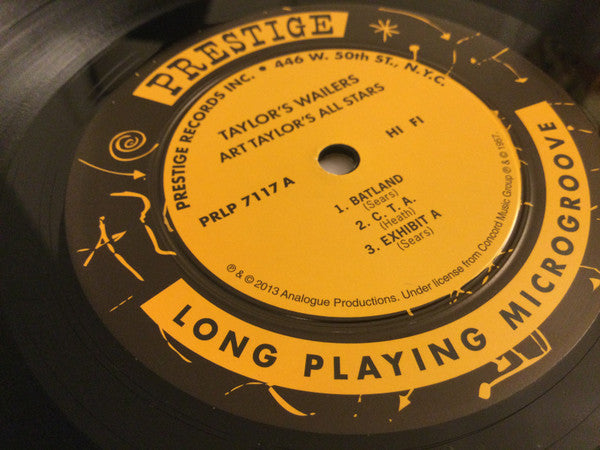 PRESTIGE
PRESTIGE RECORDS INC. • 446 W. 50th ST., N.Y.C.
TAYLOR'S WAILERS
ART TAYLOR'S ALL STARS
HI FI
PRLP 7117 A
1. BATLAND
(Sears)
2. C. T. A.
(Heath)
3. EXHIBIT A
(Sears)
℗ & © 2013 Analogue Productions. Under license from Concord Music Group ℗ & © 1957.
LONG PLAYING MICROGROOVE